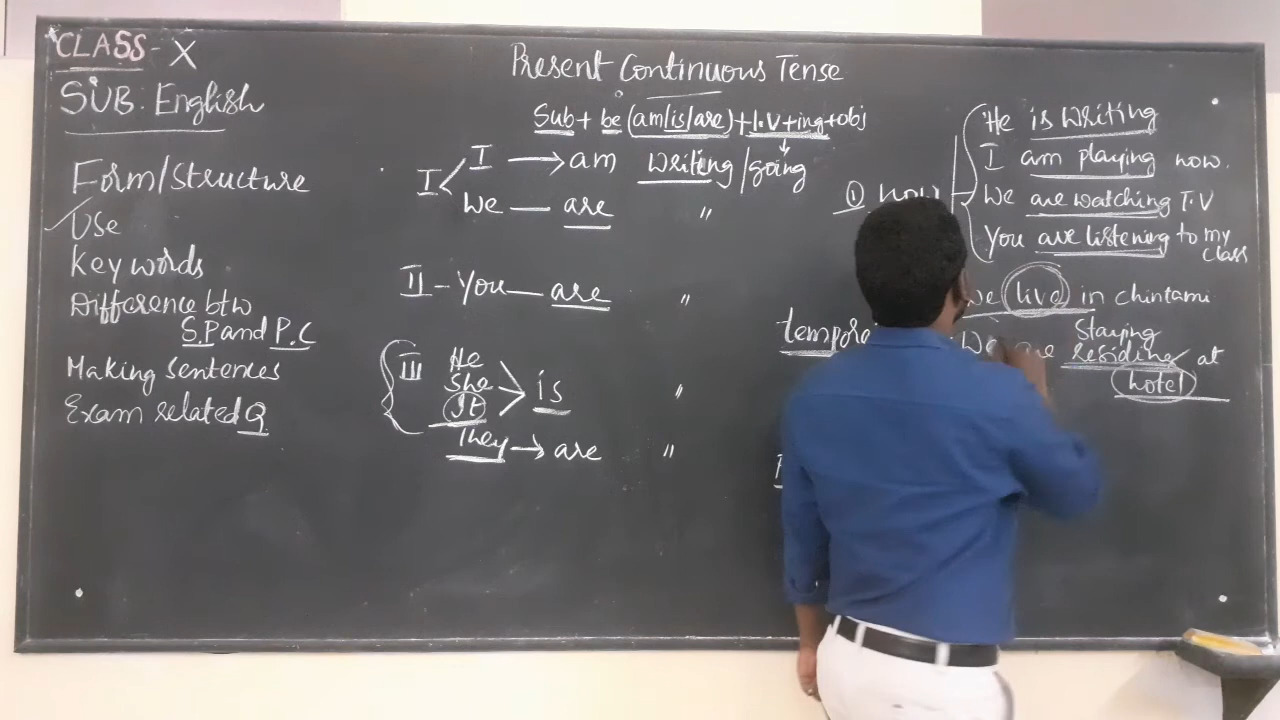 CLASS - X
SUB: English
Form/Structure
Use
Key words
Difference btw
S.P and P.C
Making Sentences
Exam related Q
Present Continuous Tense
Sub + be (am/is/are) + I.V + ing + obj
I I → am writing/going
We — are "
II - You — are "
III He
She
It
is "
They → are "
① now
He is writing
I am playing now.
We are watching T.V
You are listening to my class
We live in chintami
staying
We are residing at
hotel